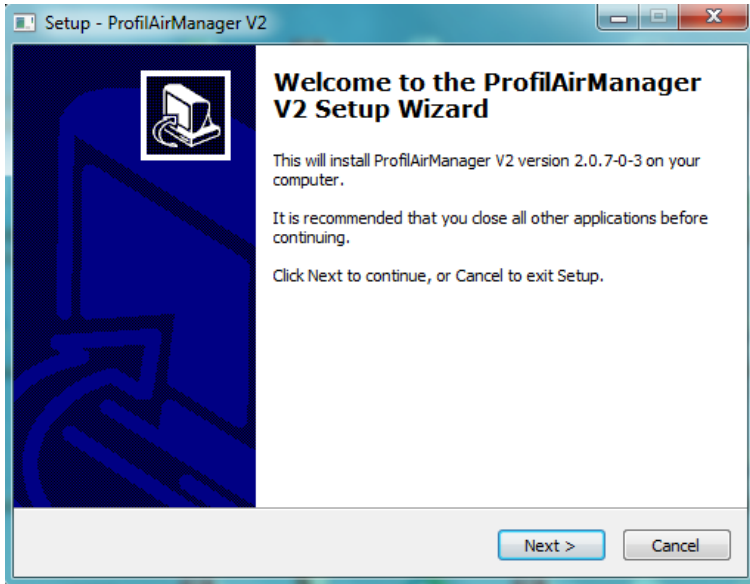 Setup - ProfilAirManager V2
Welcome to the ProfilAirManager
V2 Setup Wizard
This will install ProfilAirManager V2 version 2.0.7-0-3 on your
computer.
It is recommended that you close all other applications before
continuing.
Click Next to continue, or Cancel to exit Setup.
Next >
Cancel